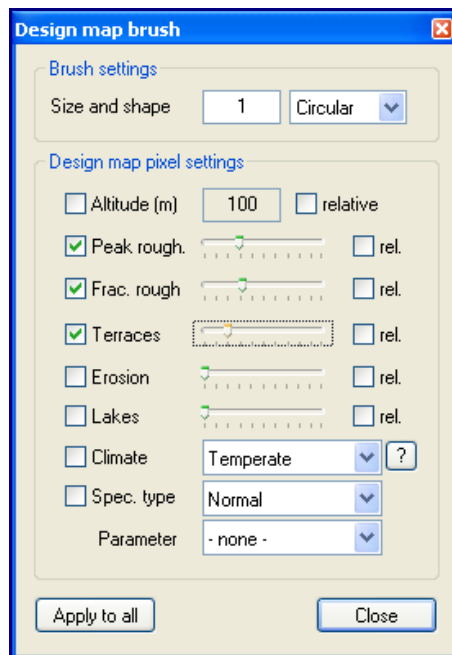 Design map brush
Brush settings
Size and shape 1 Circular
Design map pixel settings
Altitude (m) 100 relative
Peak rough. rel.
Frac. rough rel.
Terraces rel.
Erosion rel.
Lakes rel.
Climate Temperate ?
Spec. type Normal
Parameter - none -
Apply to all Close